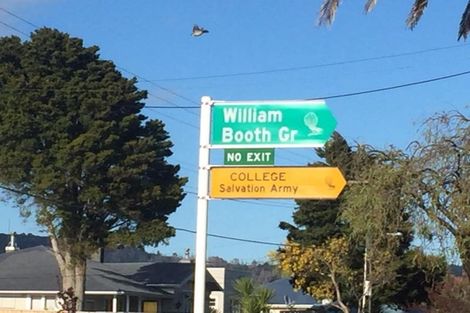 William
Booth Gr
NO EXIT
COLLEGE
Salvation Army